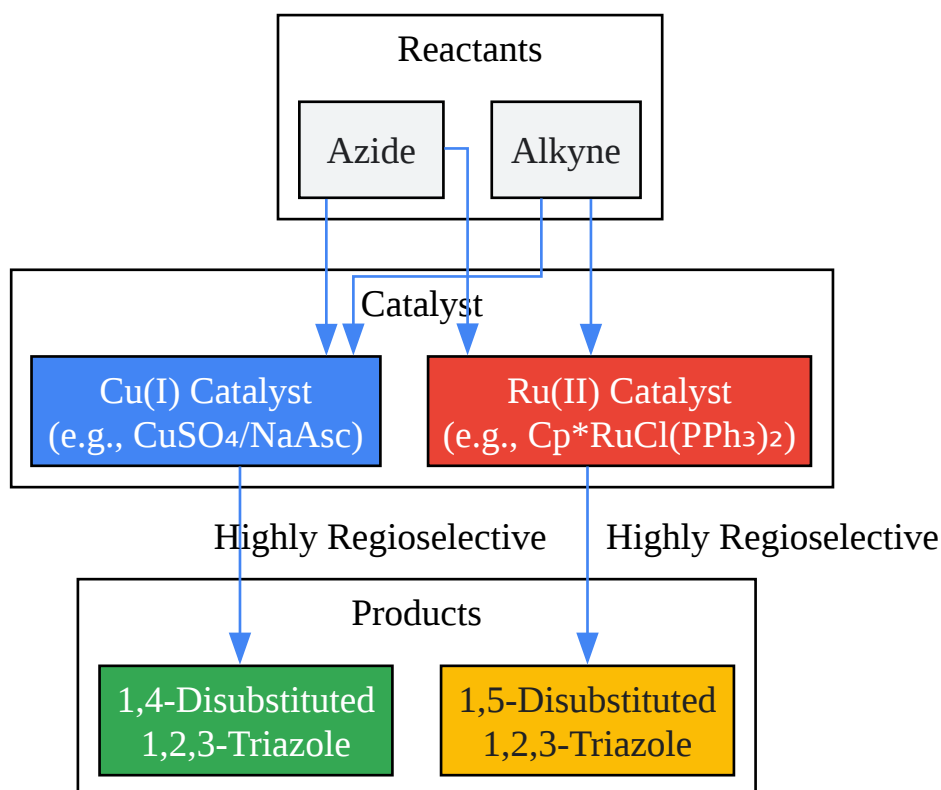 Reactants
Azide
Alkyne
Catalyst
Cu(I) Catalyst
(e.g., CuSO₄/NaAsc)
Ru(II) Catalyst
(e.g., Cp*RuCl(PPh₃)₂)
Highly Regioselective
Highly Regioselective
Products
1,4-Disubstituted
1,2,3-Triazole
1,5-Disubstituted
1,2,3-Triazole